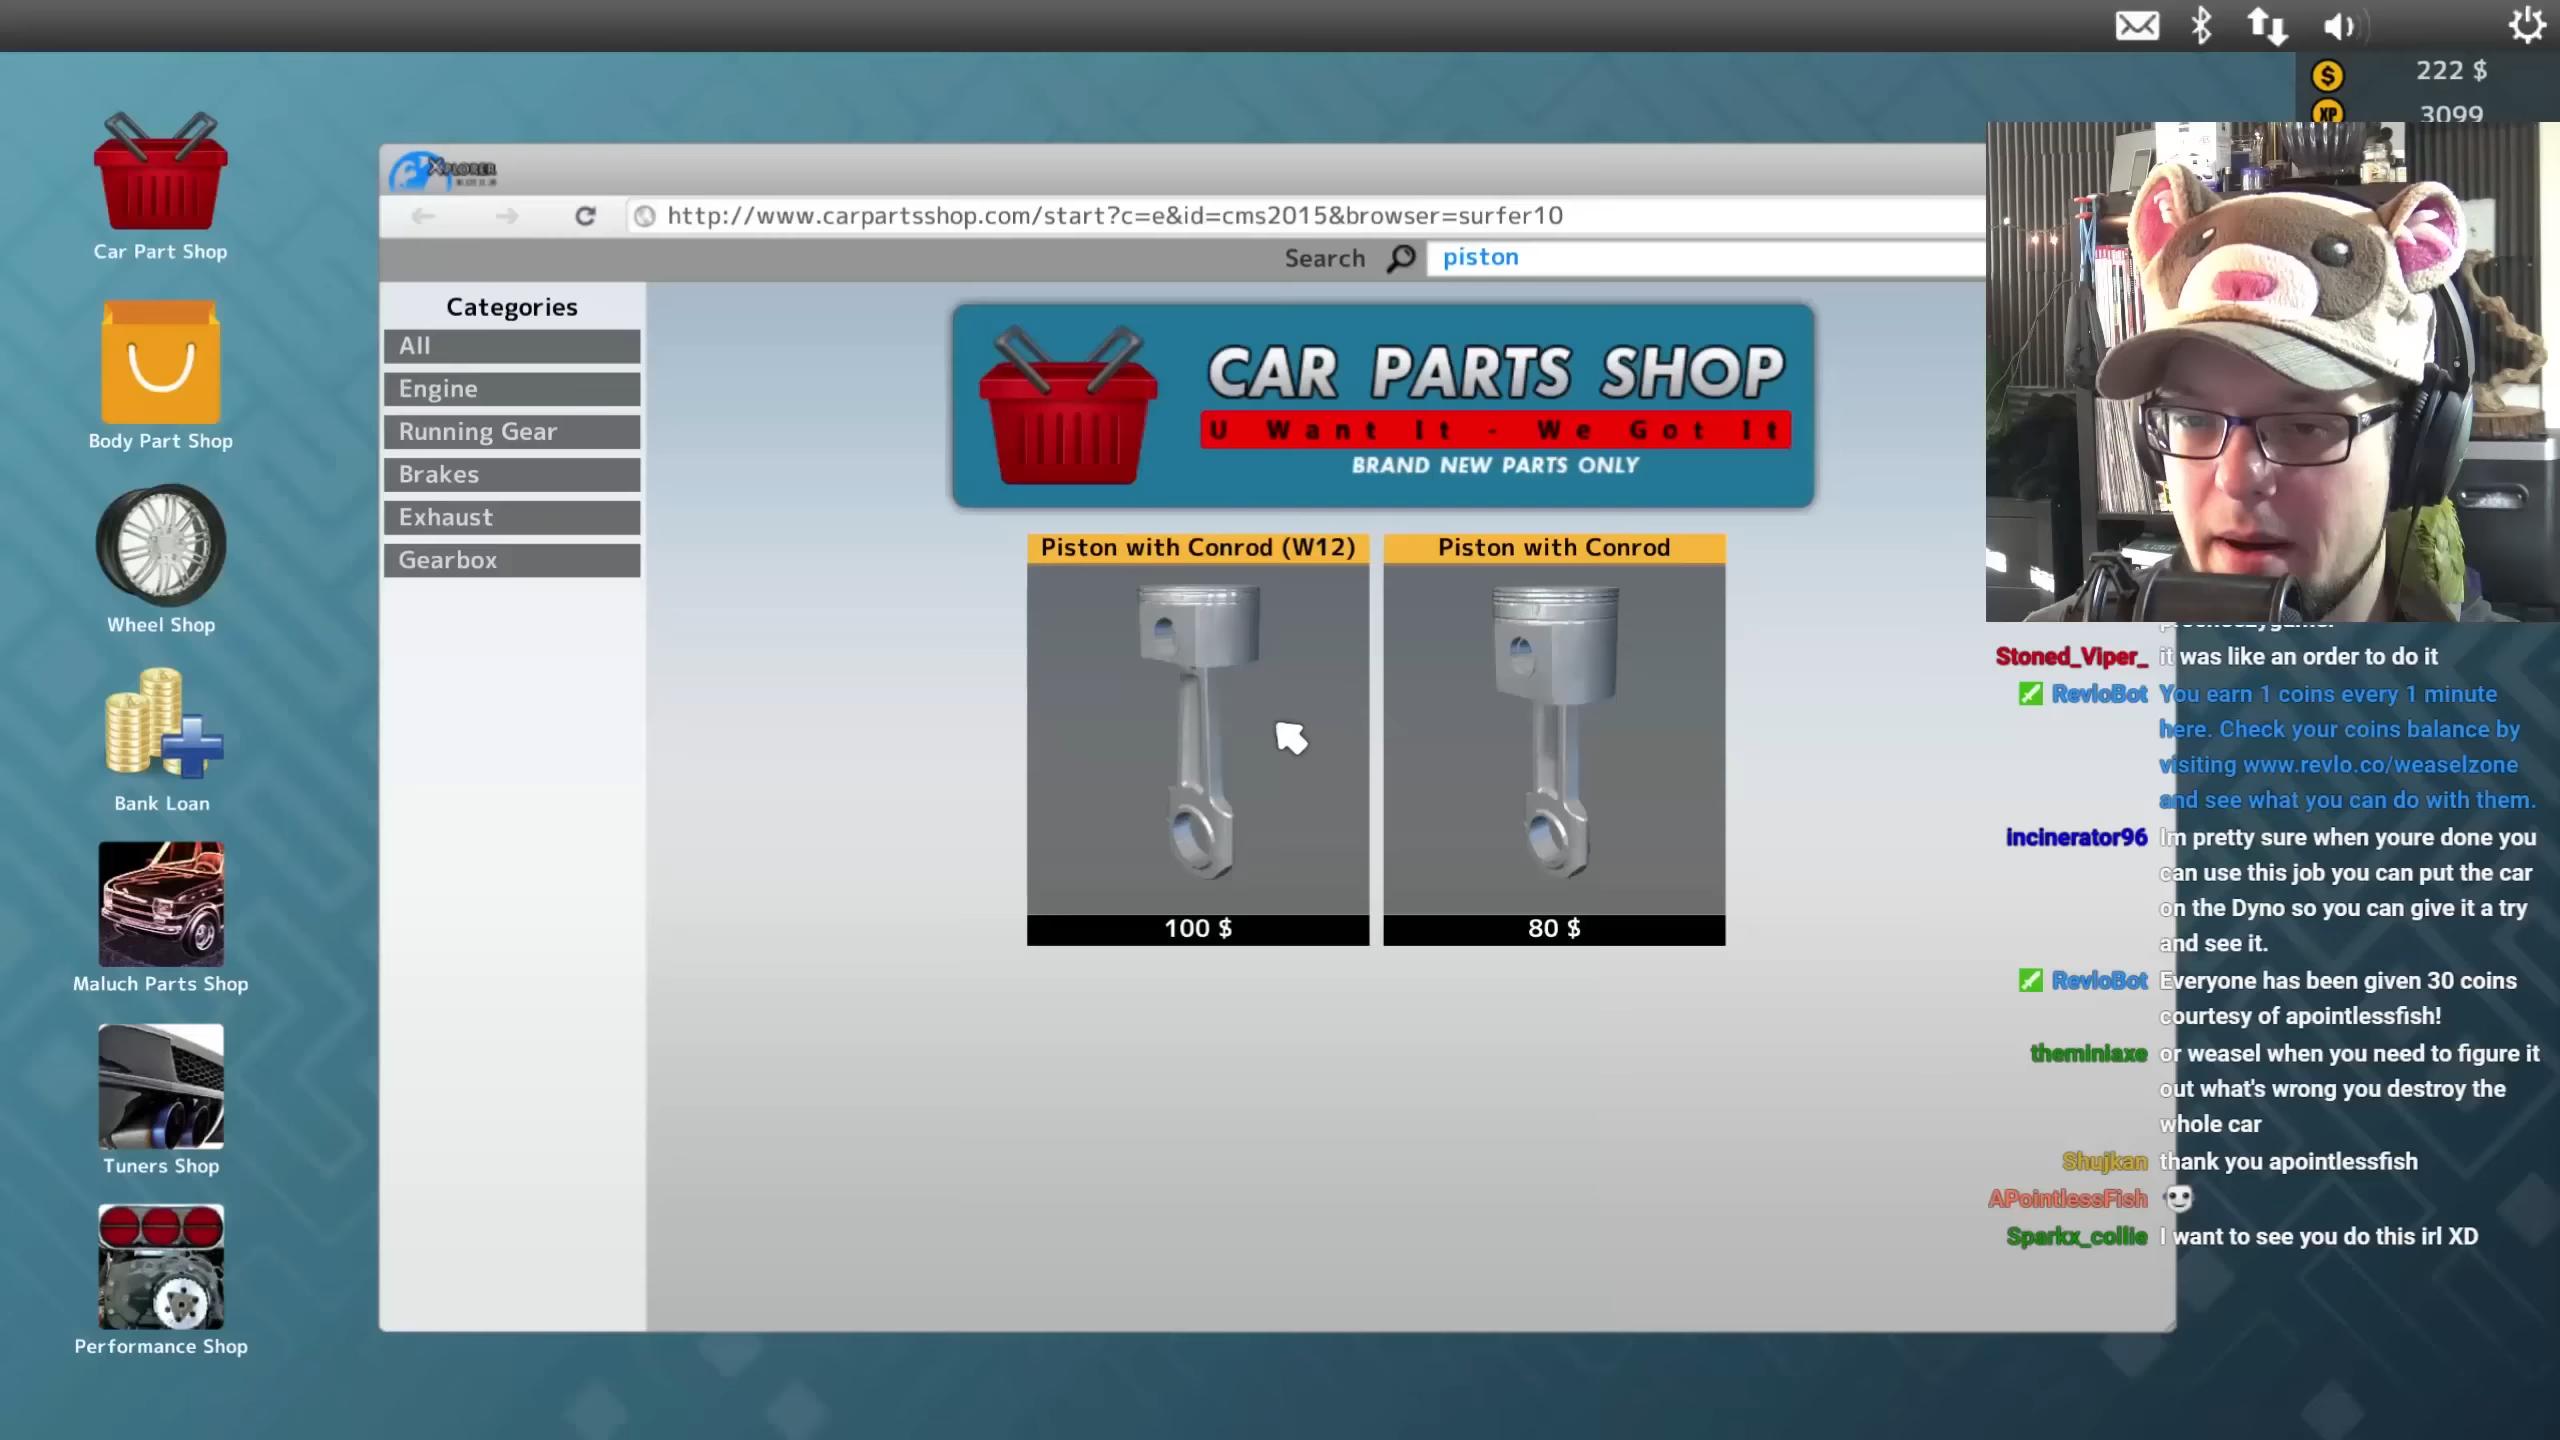 222 $
XP
3099
Car Part Shop
Body Part Shop
Wheel Shop
Bank Loan
Maluch Parts Shop
Tuners Shop
Performance Shop
XPLORER
http://www.carpartsshop.com/start?c=e&id=cms2015&browser=surfer10
Search
piston
Categories
All
Engine
Running Gear
Brakes
Exhaust
Gearbox
CAR PARTS SHOP
U Want It - We Got It
BRAND NEW PARTS ONLY
Piston with Conrod (W12)
Piston with Conrod
100 $
80 $
Stoned_Viper_ it was like an order to do it
RevloBot You earn 1 coins every 1 minute
here. Check your coins balance by
visiting www.revlo.co/weaselzone
and see what you can do with them.
incinerator96 Im pretty sure when youre done you
can use this job you can put the car
on the Dyno so you can give it a try
and see it.
RevloBot Everyone has been given 30 coins
courtesy of apointlessfish!
theminiaxe or weasel when you need to figure it
out what's wrong you destroy the
whole car
Shujkan thank you apointlessfish
APointlessFish
Sparkx_collie I want to see you do this irl XD